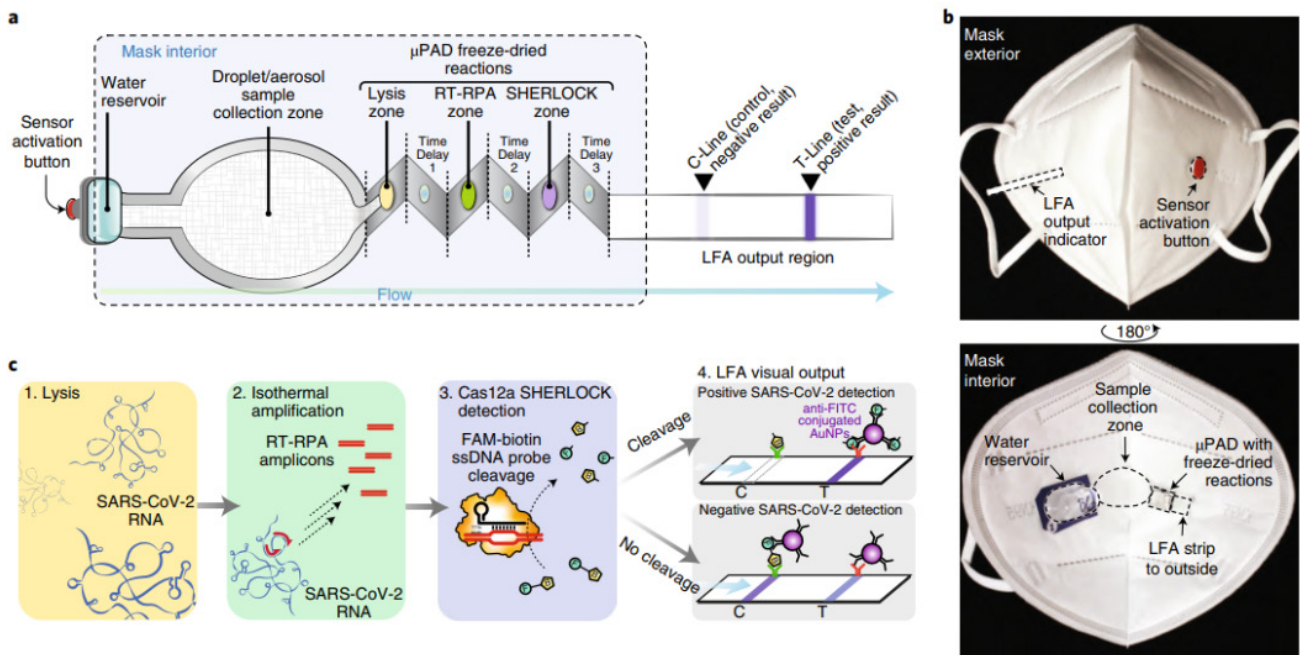 a
Mask interior
Water
reservoir
Sensor
activation
button
Droplet/aerosol
sample
collection zone
μPAD freeze-dried
reactions
Lysis
zone
RT-RPA
zone
SHERLOCK
zone
Time
Delay
1
Time
Delay
2
Time
Delay
3
C-Line (control,
negative result)
T-Line (test,
positive result)
LFA output region
Flow
b
Mask
exterior
LFA
output
indicator
Sensor
activation
button
180°
Mask
interior
Sample
collection
zone
Water
reservoir
μPAD with
freeze-dried
reactions
LFA strip
to outside
c
1. Lysis
SARS-CoV-2
RNA
2. Isothermal
amplification
RT-RPA
amplicons
SARS-CoV-2
RNA
3. Cas12a SHERLOCK
detection
FAM-biotin
ssDNA probe
cleavage
Cleavage
No cleavage
4. LFA visual output
Positive SARS-CoV-2 detection
anti-FITC
conjugated
AuNPs
C
T
Negative SARS-CoV-2 detection
C
T